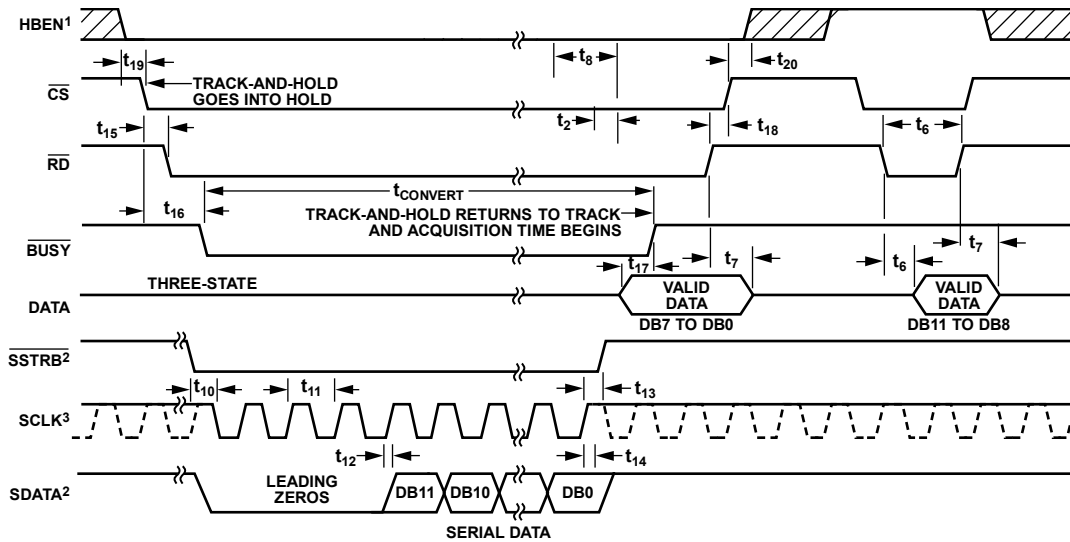 HBEN¹
t₁₉
t₈
t₂₀
CS
TRACK-AND-HOLD
GOES INTO HOLD
t₁₅
t₂
t₁₈
t₆
RD
tCONVERT
t₁₆
TRACK-AND-HOLD RETURNS TO TRACK
AND ACQUISITION TIME BEGINS
BUSY
t₁₇
t₇
t₆
t₇
THREE-STATE
DATA
VALID
DATA
VALID
DATA
DB7 TO DB0
DB11 TO DB8
SSTRB²
t₁₀
t₁₁
t₁₃
SCLK³
t₁₂
t₁₄
SDATA²
LEADING
ZEROS
DB11
DB10
DB0
SERIAL DATA